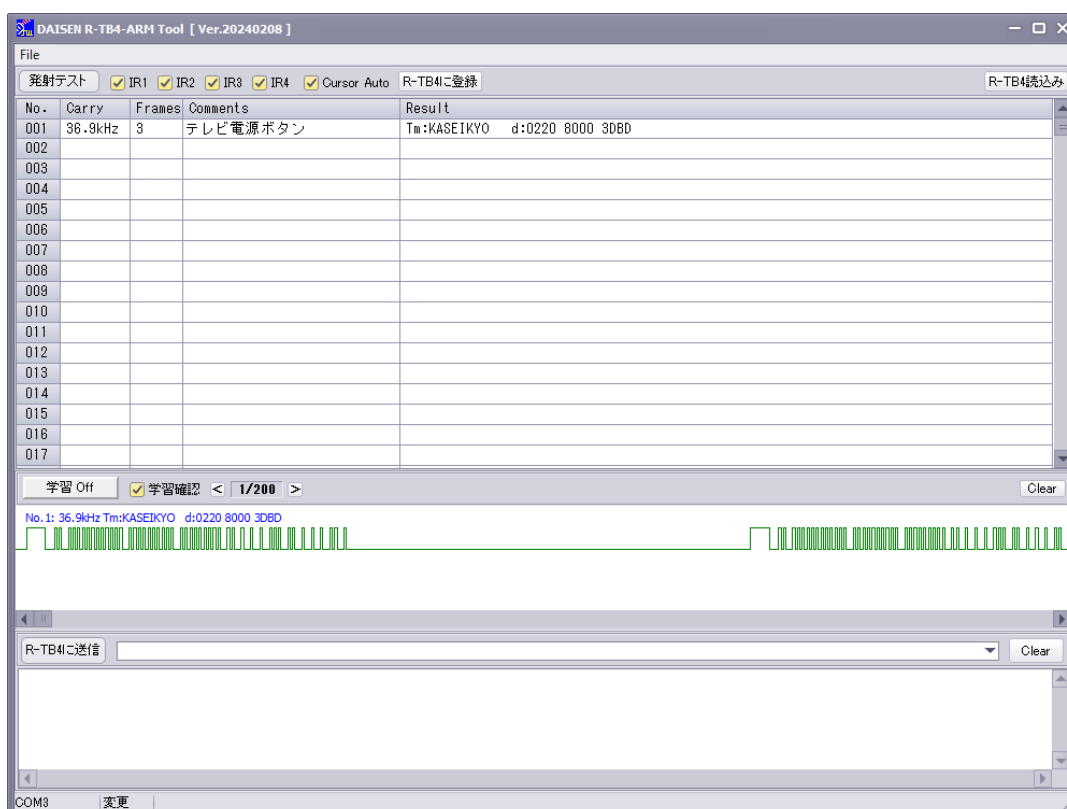 DAISEN R-TB4-ARM Tool [ Ver.20240208 ]
File
発射テスト IR1 IR2 IR3 IR4 Cursor Auto R-TB4に登録 R-TB4読込み
No. Carry Frames Comments Result
001 36.9kHz 3 テレビ電源ボタン Tm:KASEIKYO d:0220 8000 3DBD
002
003
004
005
006
007
008
009
010
011
012
013
014
015
016
017
学習 Off 学習確認 < 1/200 > Clear
No.1: 36.9kHz Tm:KASEIKYO d:0220 8000 3DBD
R-TB4に送信 Clear
COM3 変更